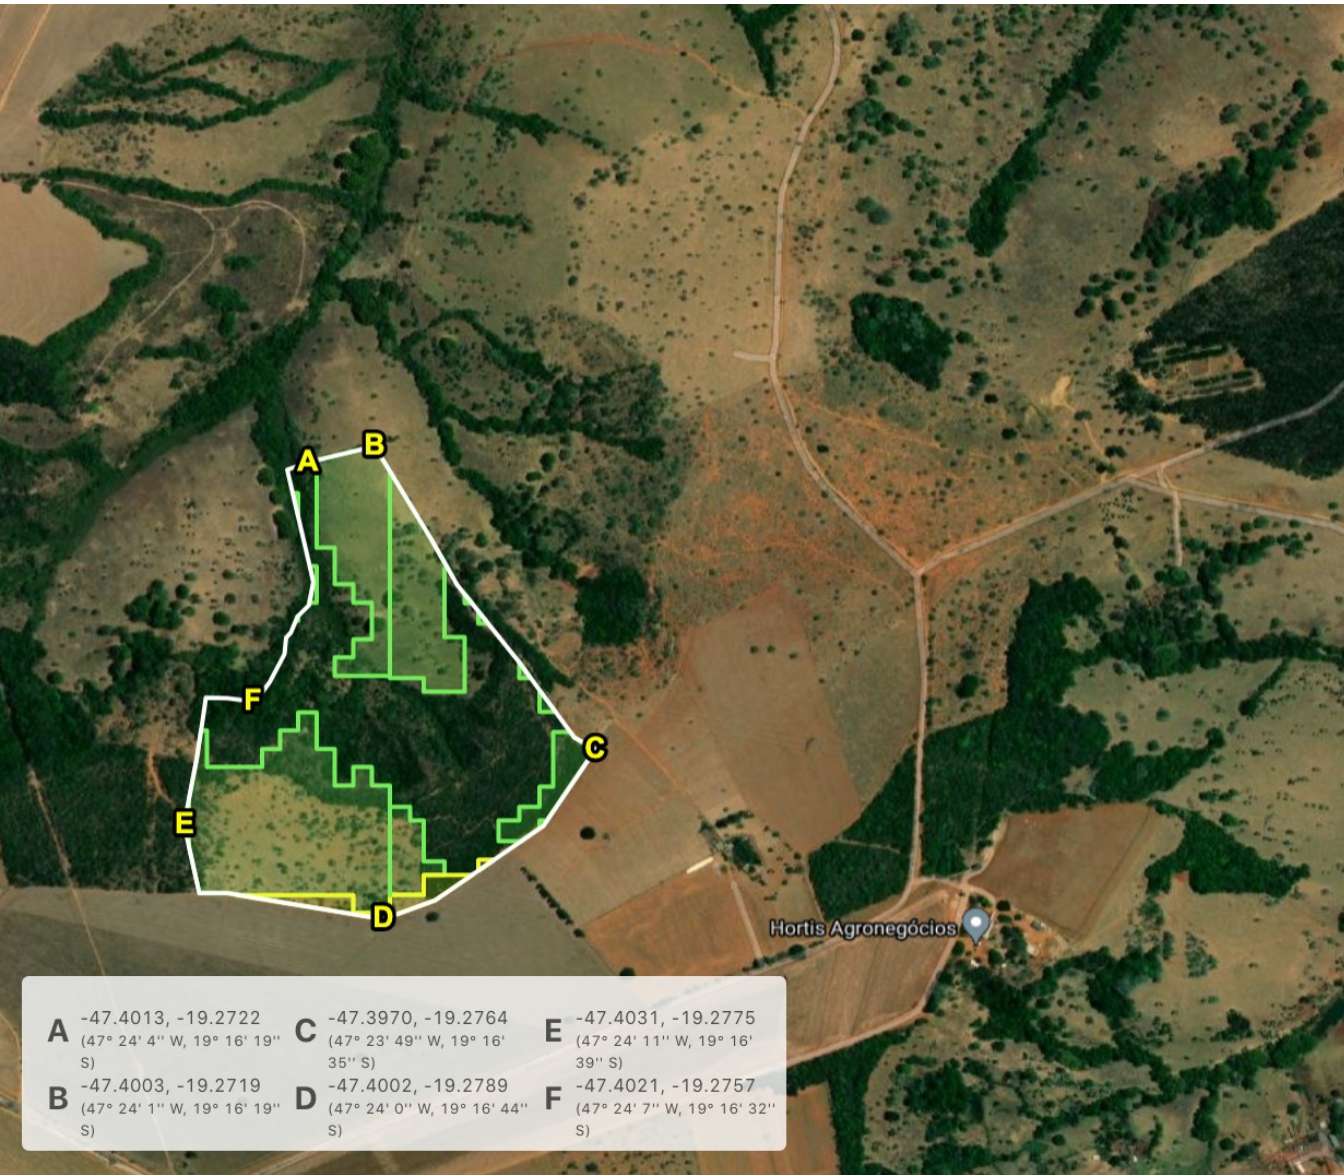 B
A
F
C
E
D
Hortis Agronegócios
A -47.4013, -19.2722
(47° 24' 4'' W, 19° 16' 19''
S)
C -47.3970, -19.2764
(47° 23' 49'' W, 19° 16'
35'' S)
E -47.4031, -19.2775
(47° 24' 11'' W, 19° 16'
39'' S)
B -47.4003, -19.2719
(47° 24' 1'' W, 19° 16' 19''
S)
D -47.4002, -19.2789
(47° 24' 0'' W, 19° 16' 44''
S)
F -47.4021, -19.2757
(47° 24' 7'' W, 19° 16' 32''
S)